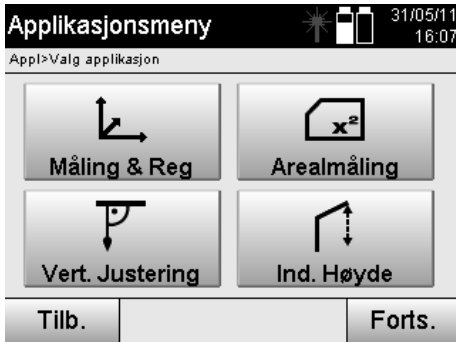 Applikasjonsmeny
31/05/11
16:07
Appl>Valg applikasjon
Måling & Reg
Arealmåling
x²
Vert. Justering
Ind. Høyde
Tilb.
Forts.